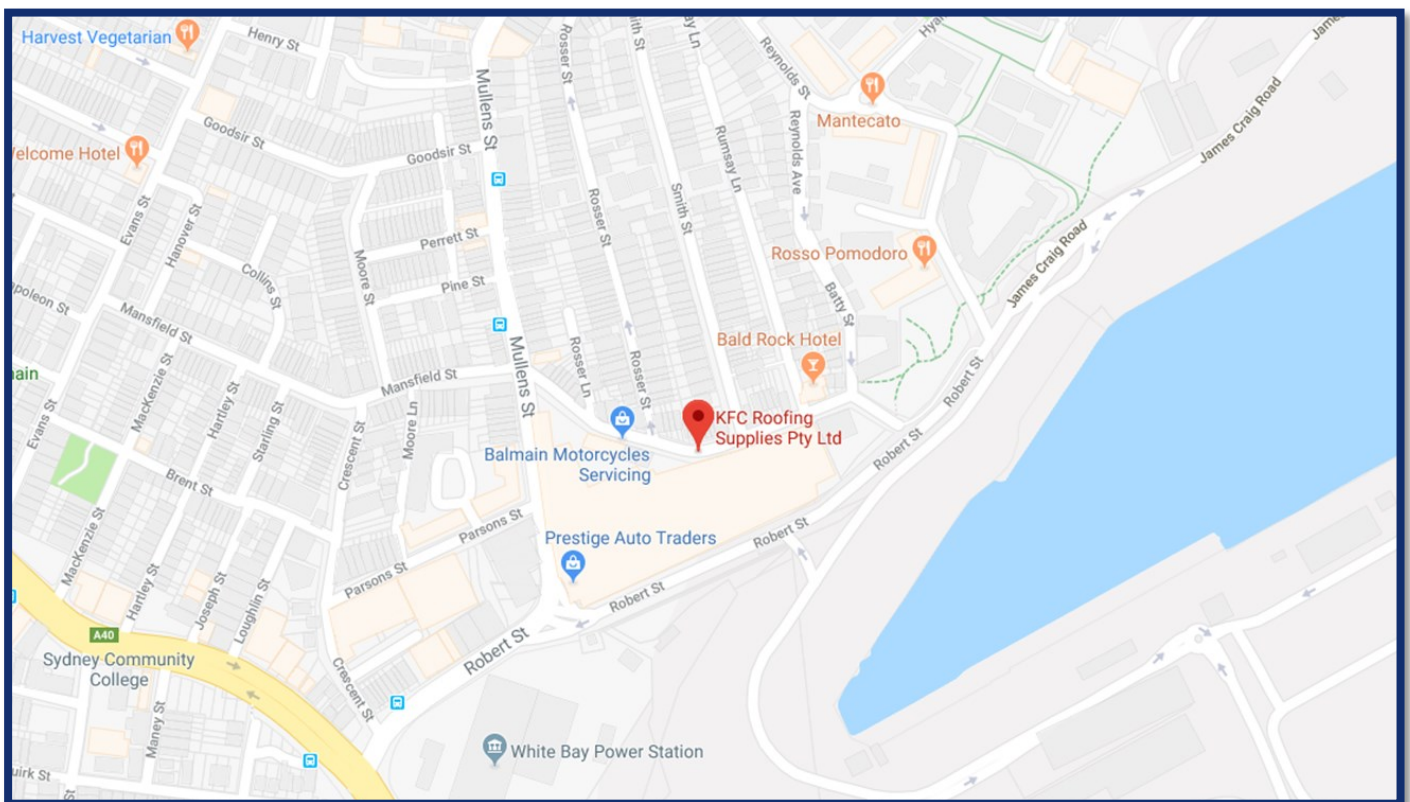 Harvest Vegetarian
Henry St
Mullens St
Rosser St
Smith St
Reynolds St
James Craig Road
Goodsir St
Goodsir St
Mantecato
Reynolds Ave
Rumsay Ln
Welcome Hotel
Evans St
Hanover St
Moore St
Perrett St
Rosser St
Smith St
James Craig Road
Rosso Pomodoro
Collins St
Pine St
Batty St
Mansfield St
Mullens St
Bald Rock Hotel
Rosser Ln
Rosser St
Mansfield St
Robert St
Evans St
MacKenzie St
Hartley St
Starling St
Crescent St
Moore Ln
KFC Roofing
Supplies Pty Ltd
Balmain Motorcycles
Servicing
Robert St
Brent St
Parsons St
Prestige Auto Traders
Robert St
MacKenzie St
Hartley St
Joseph St
Loughlin St
Parsons St
Robert St
A40
Sydney Community
College
Robert St
Crescent St
Maney St
White Bay Power Station